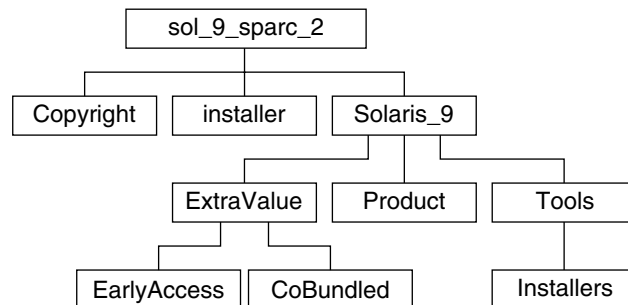 sol_9_sparc_2
Copyright
installer
Solaris_9
ExtraValue
Product
Tools
EarlyAccess
CoBundled
Installers